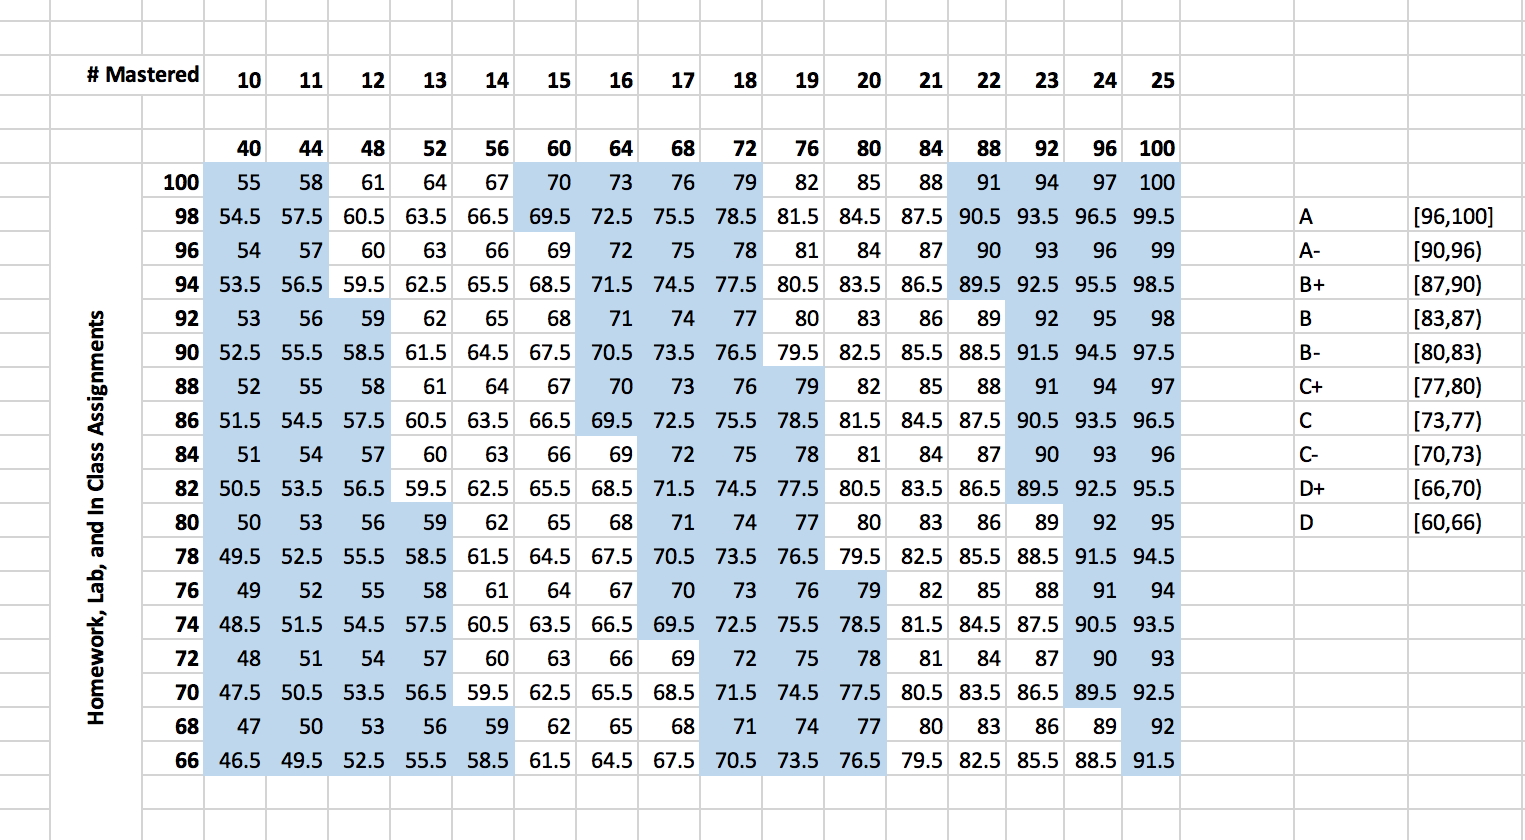 # Mastered 10 11 12 13 14 15 16 17 18 19 20 21 22 23 24 25
40 44 48 52 56 60 64 68 72 76 80 84 88 92 96 100
Homework, Lab, and In Class Assignments
100 55 58 61 64 67 70 73 76 79 82 85 88 91 94 97 100
98 54.5 57.5 60.5 63.5 66.5 69.5 72.5 75.5 78.5 81.5 84.5 87.5 90.5 93.5 96.5 99.5 A [96,100]
96 54 57 60 63 66 69 72 75 78 81 84 87 90 93 96 99 A- [90,96)
94 53.5 56.5 59.5 62.5 65.5 68.5 71.5 74.5 77.5 80.5 83.5 86.5 89.5 92.5 95.5 98.5 B+ [87,90)
92 53 56 59 62 65 68 71 74 77 80 83 86 89 92 95 98 B [83,87)
90 52.5 55.5 58.5 61.5 64.5 67.5 70.5 73.5 76.5 79.5 82.5 85.5 88.5 91.5 94.5 97.5 B- [80,83)
88 52 55 58 61 64 67 70 73 76 79 82 85 88 91 94 97 C+ [77,80)
86 51.5 54.5 57.5 60.5 63.5 66.5 69.5 72.5 75.5 78.5 81.5 84.5 87.5 90.5 93.5 96.5 C [73,77)
84 51 54 57 60 63 66 69 72 75 78 81 84 87 90 93 96 C- [70,73)
82 50.5 53.5 56.5 59.5 62.5 65.5 68.5 71.5 74.5 77.5 80.5 83.5 86.5 89.5 92.5 95.5 D+ [66,70)
80 50 53 56 59 62 65 68 71 74 77 80 83 86 89 92 95 D [60,66)
78 49.5 52.5 55.5 58.5 61.5 64.5 67.5 70.5 73.5 76.5 79.5 82.5 85.5 88.5 91.5 94.5
76 49 52 55 58 61 64 67 70 73 76 79 82 85 88 91 94
74 48.5 51.5 54.5 57.5 60.5 63.5 66.5 69.5 72.5 75.5 78.5 81.5 84.5 87.5 90.5 93.5
72 48 51 54 57 60 63 66 69 72 75 78 81 84 87 90 93
70 47.5 50.5 53.5 56.5 59.5 62.5 65.5 68.5 71.5 74.5 77.5 80.5 83.5 86.5 89.5 92.5
68 47 50 53 56 59 62 65 68 71 74 77 80 83 86 89 92
66 46.5 49.5 52.5 55.5 58.5 61.5 64.5 67.5 70.5 73.5 76.5 79.5 82.5 85.5 88.5 91.5